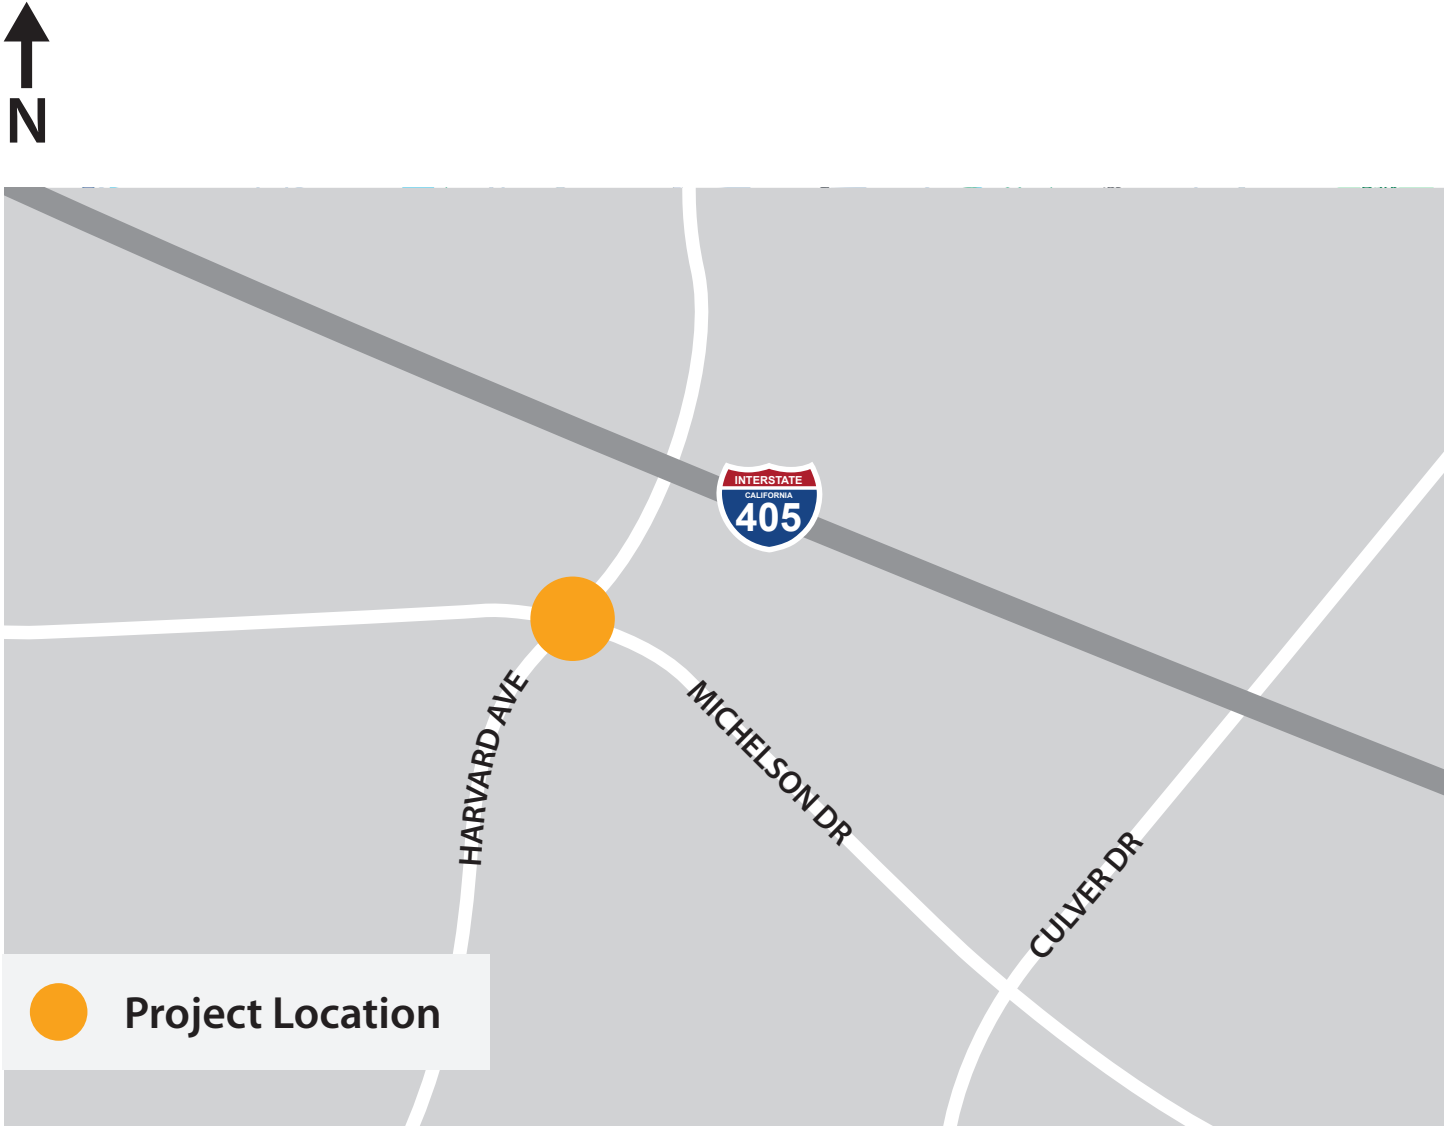 N
INTERSTATE
CALIFORNIA
405
HARVARD AVE
MICHELSON DR
CULVER DR
Project Location